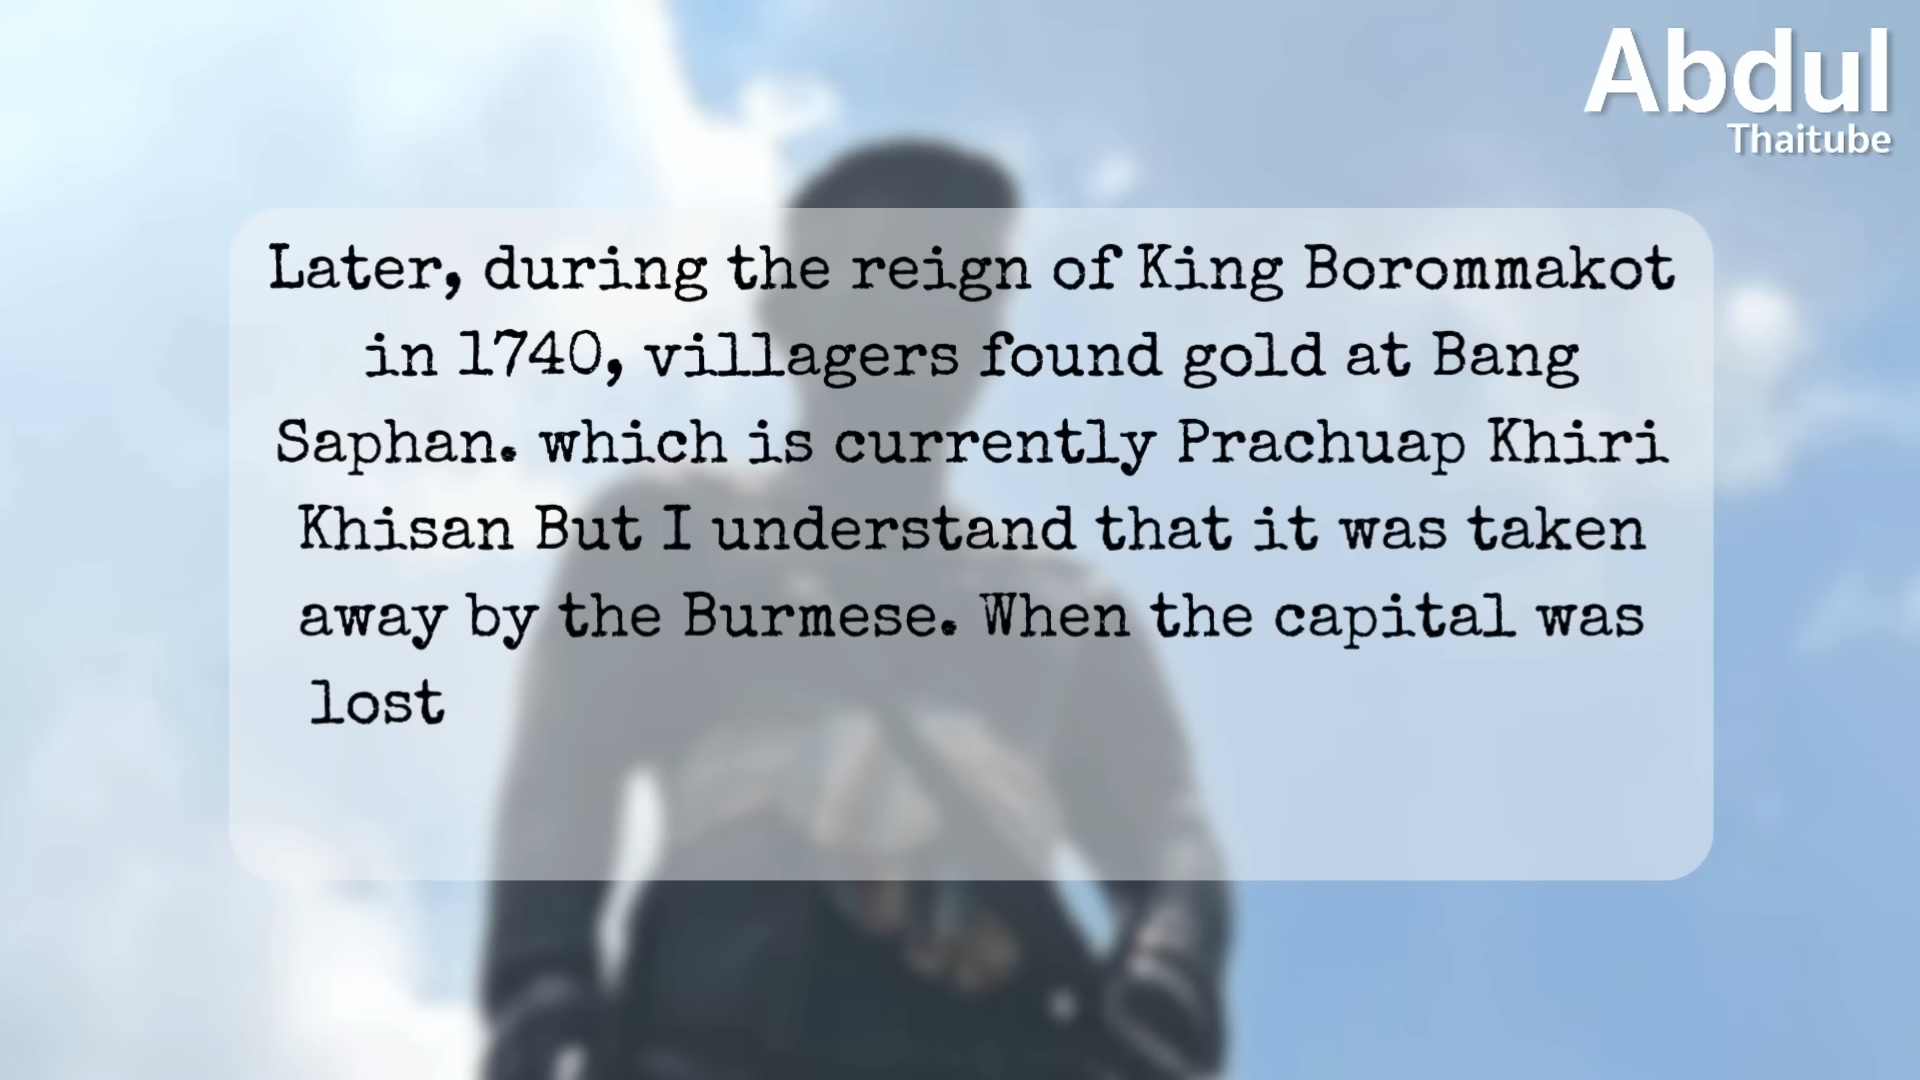 Abdul
Thaitube
Later, during the reign of King Borommakot
in 1740, villagers found gold at Bang
Saphan. which is currently Prachuap Khiri
Khisan But I understand that it was taken
away by the Burmese. When the capital was
lost